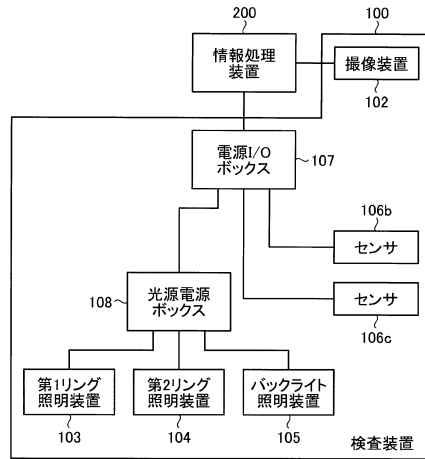 200
100
情報処理
装置
撮像装置
102
電源I/O
ボックス
107
106b
センサ
センサ
106c
108
光源電源
ボックス
第1リング
照明装置
第2リング
照明装置
バックライト
照明装置
103
104
105
検査装置